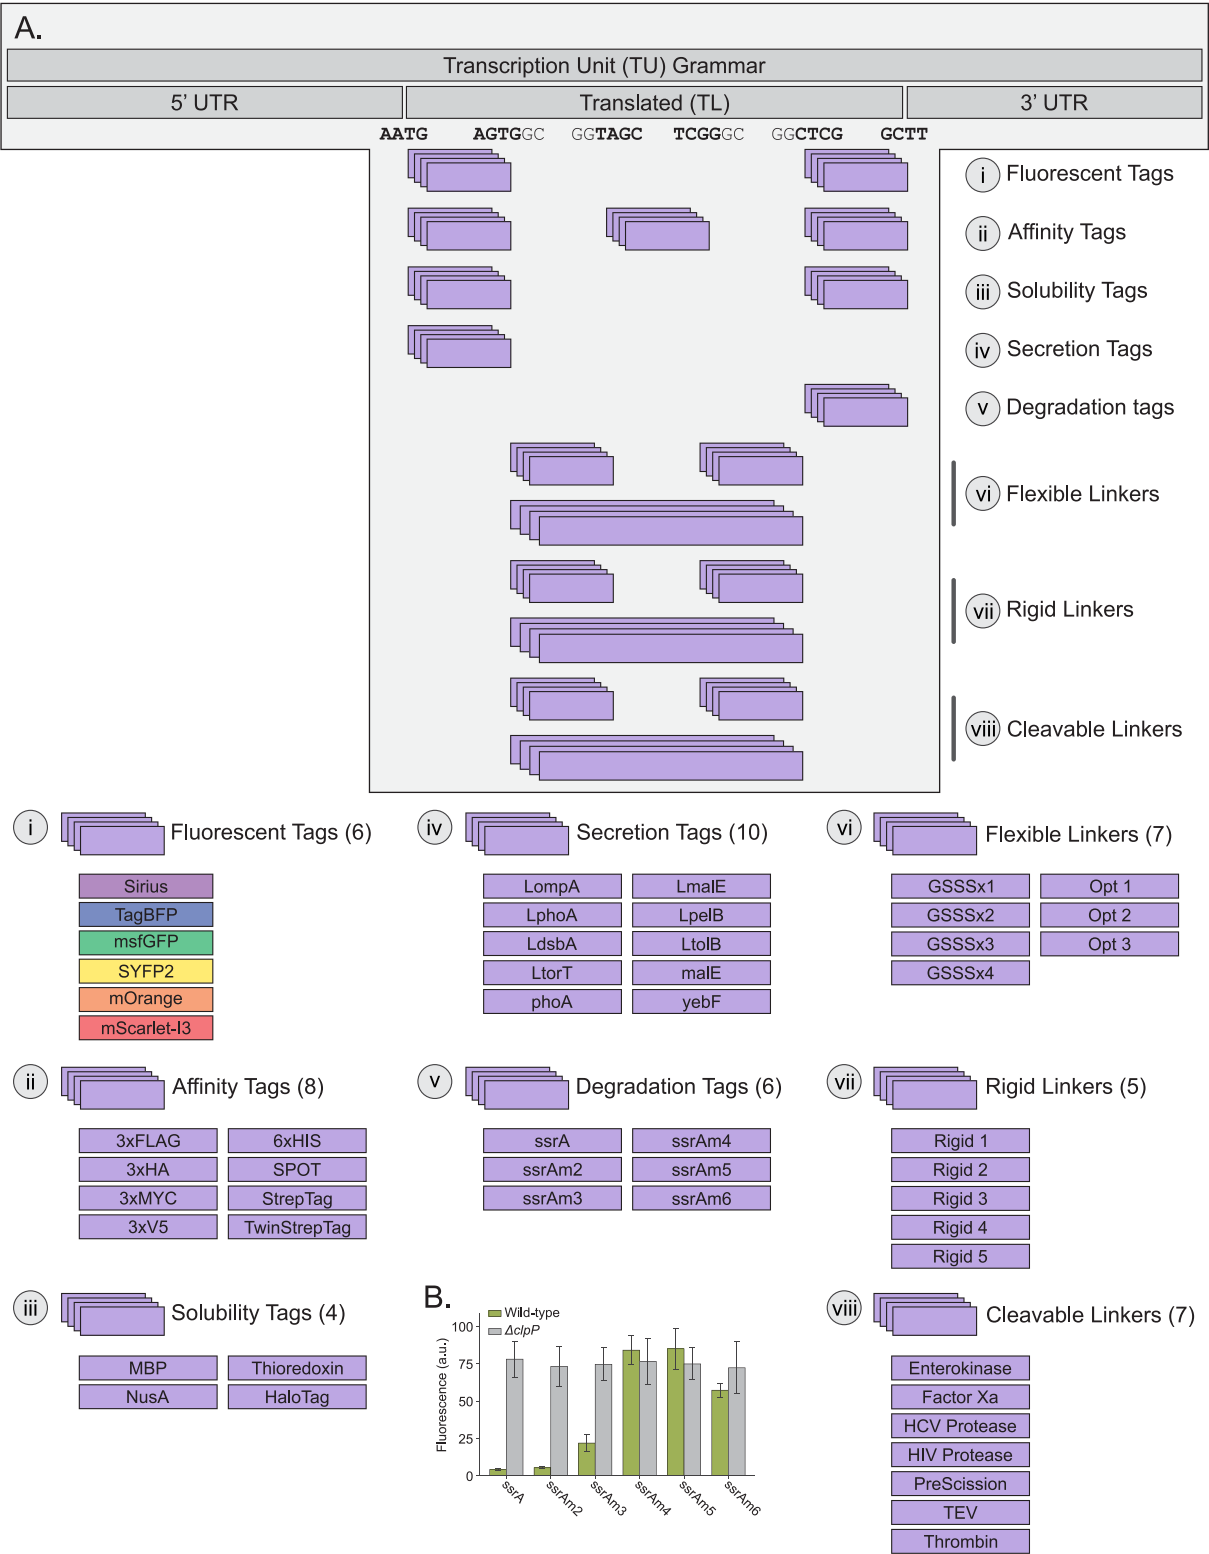 A.
Transcription Unit (TU) Grammar
5' UTR
Translated (TL)
3' UTR
AATG AGTGGC GGTAGC TCGGGC GGCTCG GCTT
i Fluorescent Tags
ii Affinity Tags
iii Solubility Tags
iv Secretion Tags
v Degradation tags
vi Flexible Linkers
vii Rigid Linkers
viii Cleavable Linkers
i Fluorescent Tags (6)
Sirius
TagBFP
msfGFP
SYFP2
mOrange
mScarlet-I3
iv Secretion Tags (10)
LompA LmalE
LphoA LpelB
LdsbA LtolB
LtorT malE
phoA yebF
vi Flexible Linkers (7)
GSSSx1 Opt 1
GSSSx2 Opt 2
GSSSx3 Opt 3
GSSSx4
ii Affinity Tags (8)
3xFLAG 6xHIS
3xHA SPOT
3xMYC StrepTag
3xV5 TwinStrepTag
v Degradation Tags (6)
ssrA ssrAm4
ssrAm2 ssrAm5
ssrAm3 ssrAm6
vii Rigid Linkers (5)
Rigid 1
Rigid 2
Rigid 3
Rigid 4
Rigid 5
iii Solubility Tags (4)
MBP Thioredoxin
NusA HaloTag
B.
Wild-type
ΔclpP
Fluorescence (a.u.)
100
75
50
25
0
ssrA ssrAm2 ssrAm3 ssrAm4 ssrAm5 ssrAm6
viii Cleavable Linkers (7)
Enterokinase
Factor Xa
HCV Protease
HIV Protease
PreScission
TEV
Thrombin